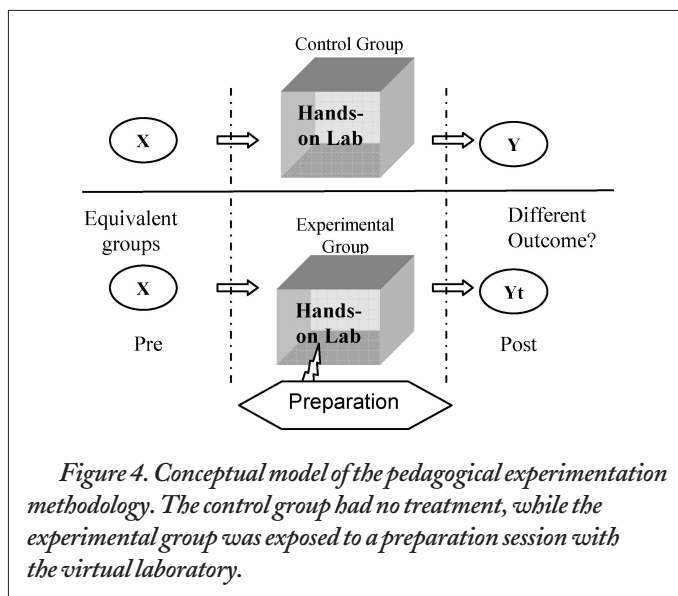 Control Group
Hands-
on Lab
X
Y
Equivalent
groups
Experimental
Group
Different
Outcome?
X
Hands-
on Lab
Yt
Pre
Post
Preparation
Figure 4. Conceptual model of the pedagogical experimentation
methodology. The control group had no treatment, while the
experimental group was exposed to a preparation session with
the virtual laboratory.